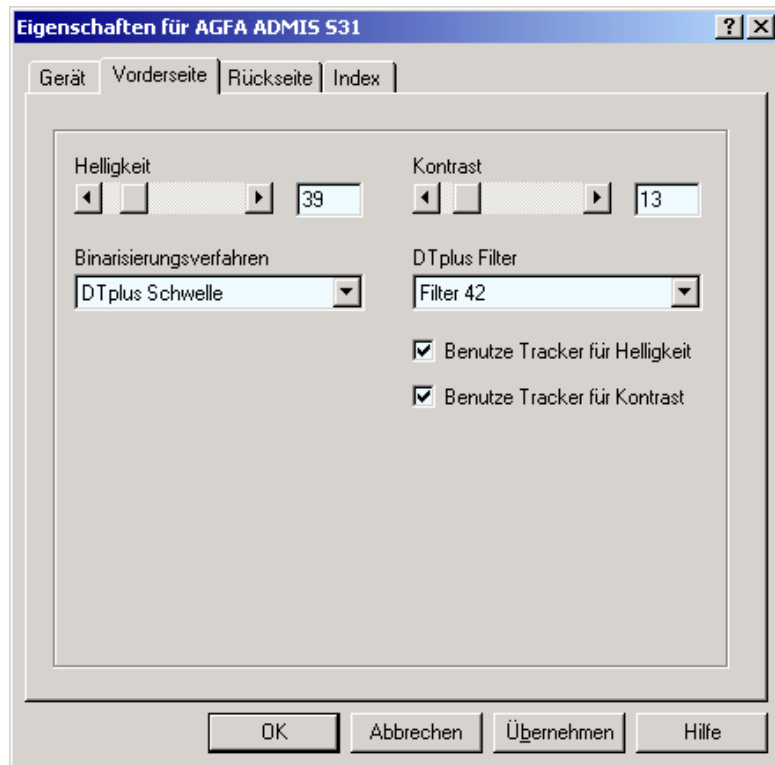 Eigenschaften für AGFA ADMIS S31
Gerät Vorderseite Rückseite Index
Helligkeit Kontrast
39 13
Binarisierungsverfahren DTplus Filter
DTplus Schwelle Filter 42
Benutze Tracker für Helligkeit
Benutze Tracker für Kontrast
OK Abbrechen Übernehmen Hilfe